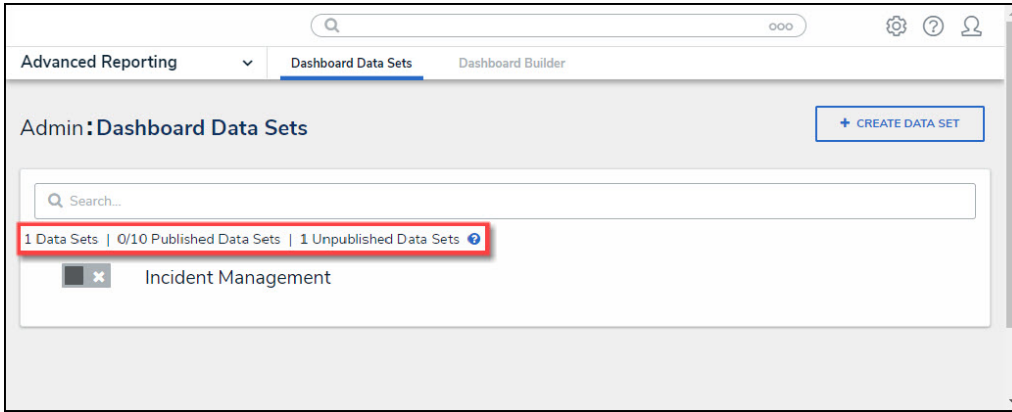 ooo
Advanced Reporting
Dashboard Data Sets
Dashboard Builder
Admin:Dashboard Data Sets
+ CREATE DATA SET
Search...
1 Data Sets | 0/10 Published Data Sets | 1 Unpublished Data Sets ?
Incident Management